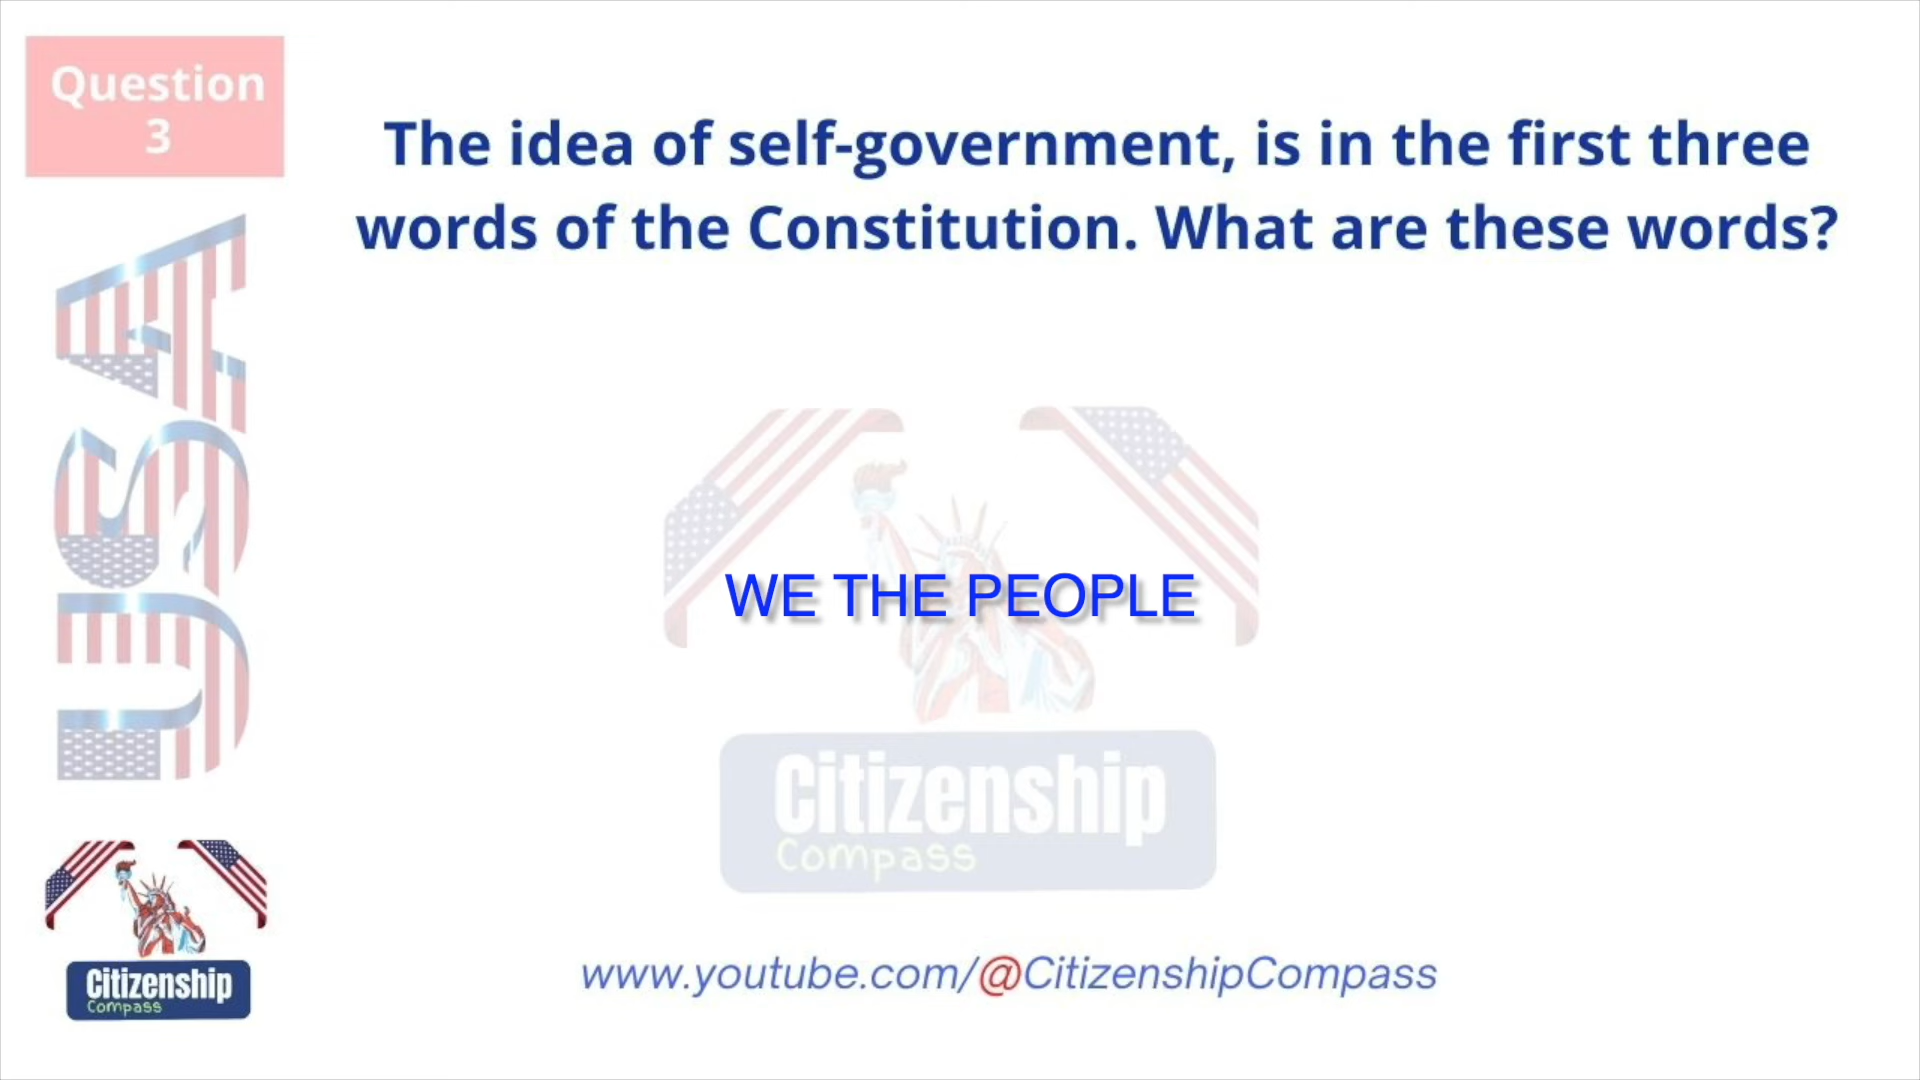 Question
3
The idea of self-government, is in the first three
words of the Constitution. What are these words?
USA
WE THE PEOPLE
Citizenship
Compass
Citizenship
Compass
www.youtube.com/@CitizenshipCompass